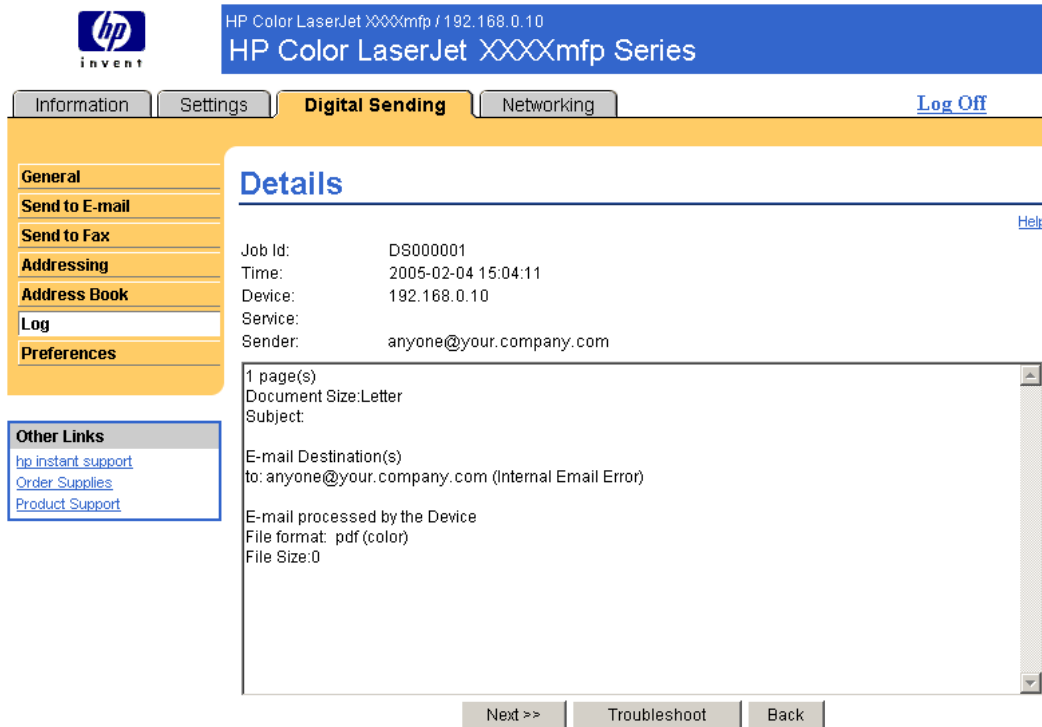 hp
invent
HP Color LaserJet XXXXmfp / 192.168.0.10
HP Color LaserJet XXXXmfp Series
Information Settings Digital Sending Networking Log Off
General
Send to E-mail
Send to Fax
Addressing
Address Book
Log
Preferences
Other Links
hp instant support
Order Supplies
Product Support
Details
Help
Job Id: DS000001
Time: 2005-02-04 15:04:11
Device: 192.168.0.10
Service:
Sender: anyone@your.company.com
1 page(s)
Document Size:Letter
Subject:
E-mail Destination(s)
to: anyone@your.company.com (Internal Email Error)
E-mail processed by the Device
File format: pdf (color)
File Size:0
Next >> Troubleshoot Back